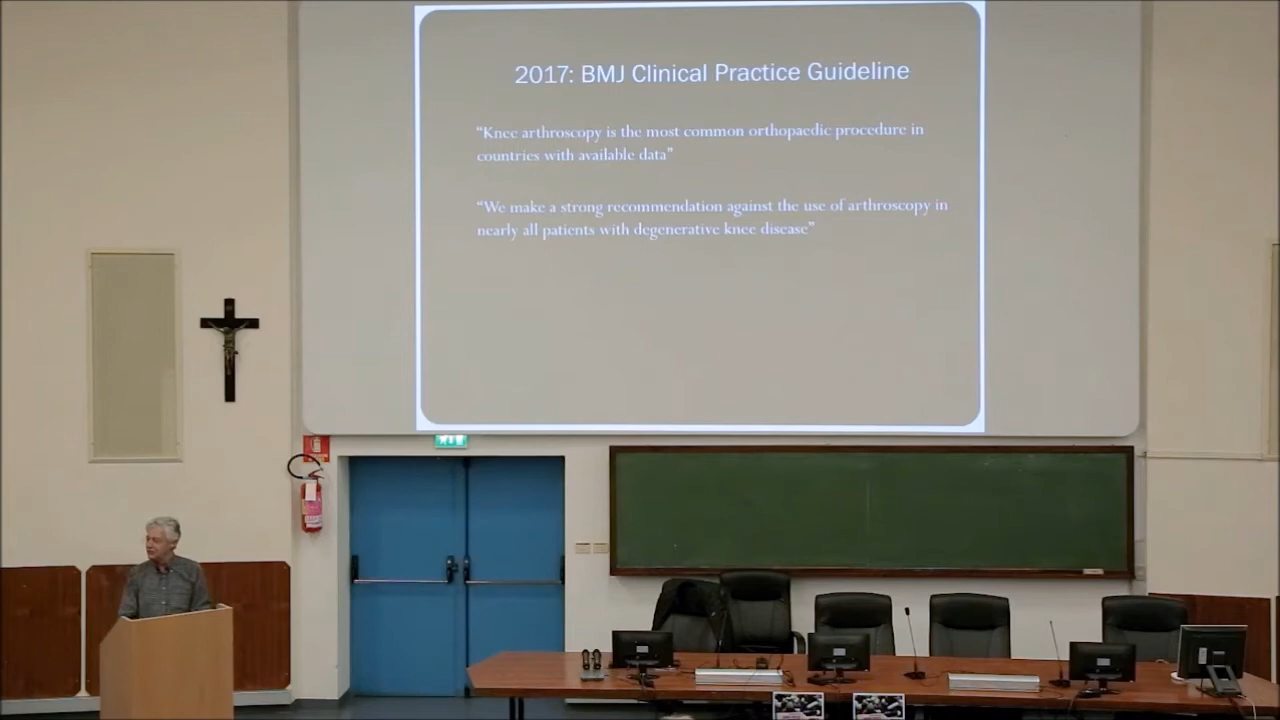 2017: BMJ Clinical Practice Guideline
“Knee arthroscopy is the most common orthopaedic procedure in
countries with available data”
“We make a strong recommendation against the use of arthroscopy in
nearly all patients with degenerative knee disease”